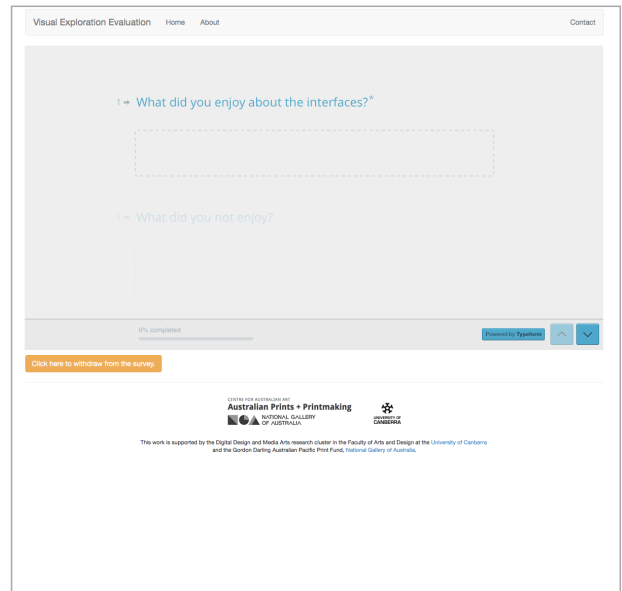 Visual Exploration Evaluation Home About Contact
1 → What did you enjoy about the interfaces?*
2 → What did you not enjoy?
0% completed
Powered by Typeform
Click here to withdraw from the survey.
CENTRE FOR AUSTRALIAN ART
Australian Prints + Printmaking
NATIONAL GALLERY
OF AUSTRALIA
UNIVERSITY OF
CANBERRA
This work is supported by the Digital Design and Media Arts research cluster in the Faculty of Arts and Design at the University of Canberra
and the Gordon Darling Australian Pacific Print Fund, National Gallery of Australia.